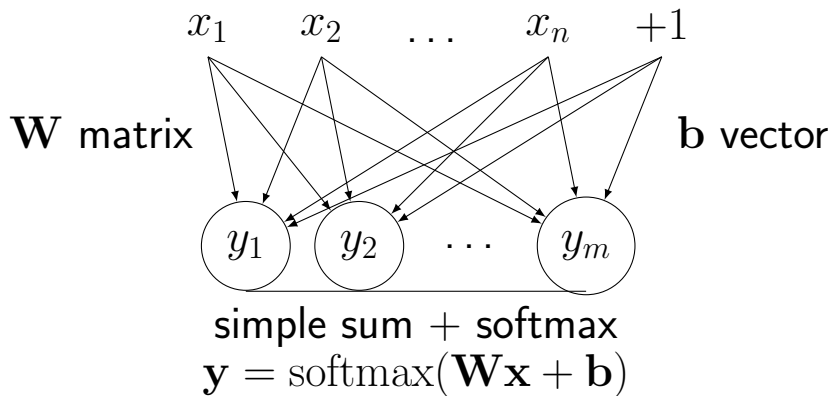 x₁ x₂ … xₙ +1
W matrix b vector
y₁ y₂ … yₘ
simple sum + softmax
y = softmax(Wx + b)